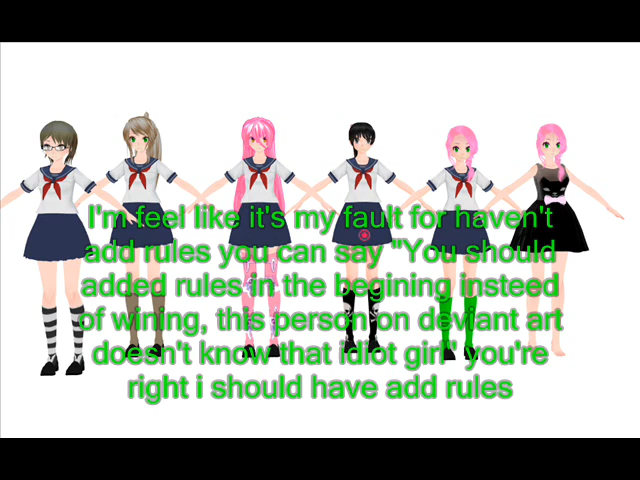 I'm feel like it's my fault for haven't
add rules you can say "You should
added rules in the begining insteed
of wining, this person on deviant art
doesn't know that idiot girl" you're
right i should have add rules